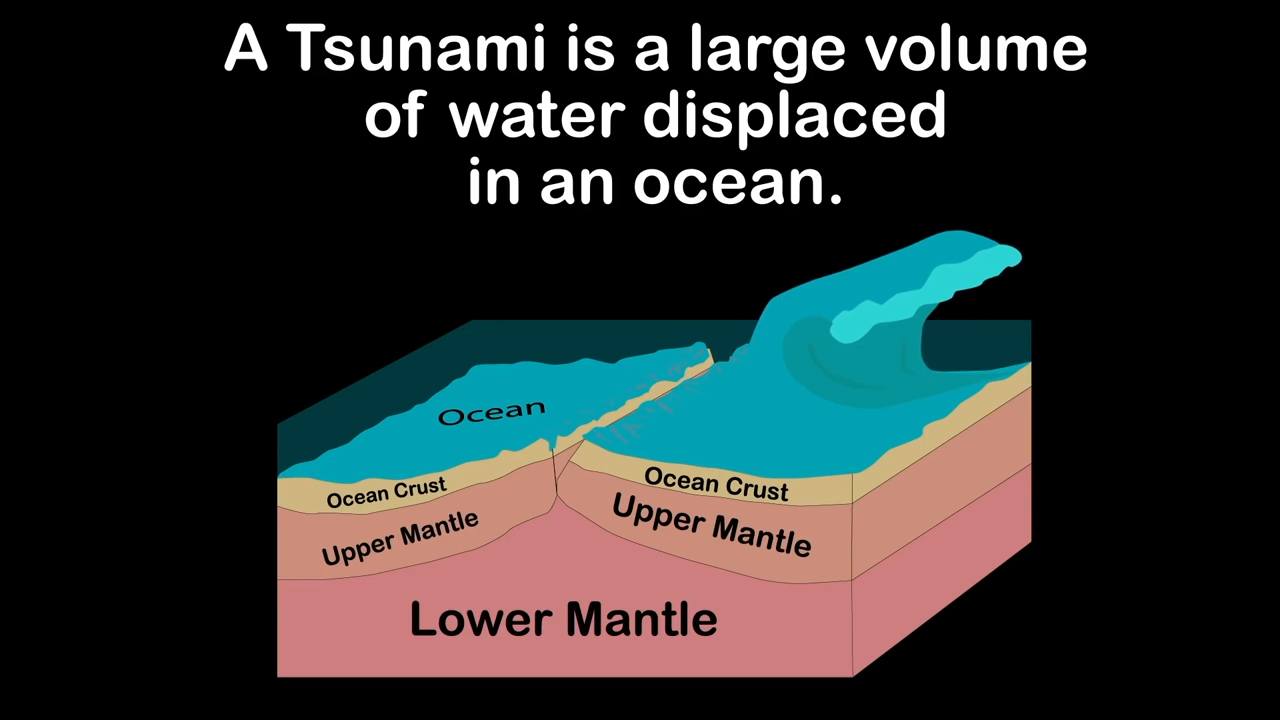 A Tsunami is a large volume
of water displaced
in an ocean.
Ocean
Ocean Crust
Ocean Crust
Upper Mantle
Upper Mantle
Lower Mantle